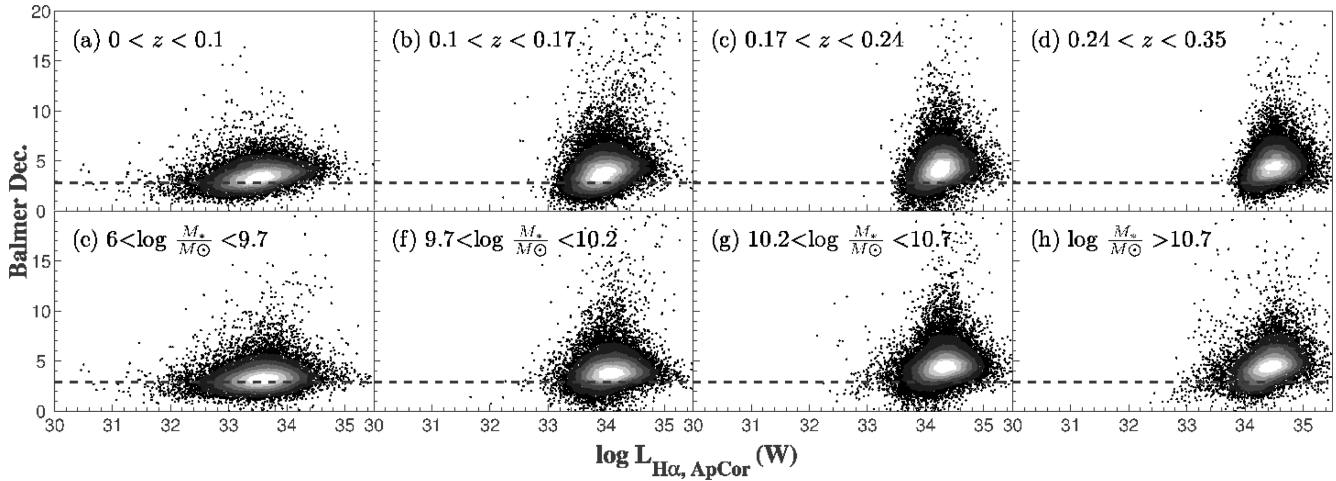 Balmer Dec.
20
15
10
5
0
(a) 0 < z < 0.1
(b) 0.1 < z < 0.17
(c) 0.17 < z < 0.24
(d) 0.24 < z < 0.35
15
10
5
0
(e) 6<log M*/M⊙ <9.7
(f) 9.7<log M*/M⊙ <10.2
(g) 10.2<log M*/M⊙ <10.7
(h) log M*/M⊙ >10.7
30 31 32 33 34 35 30 31 32 33 34 35 30 31 32 33 34 35 30 31 32 33 34 35
log L Hα, ApCor (W)